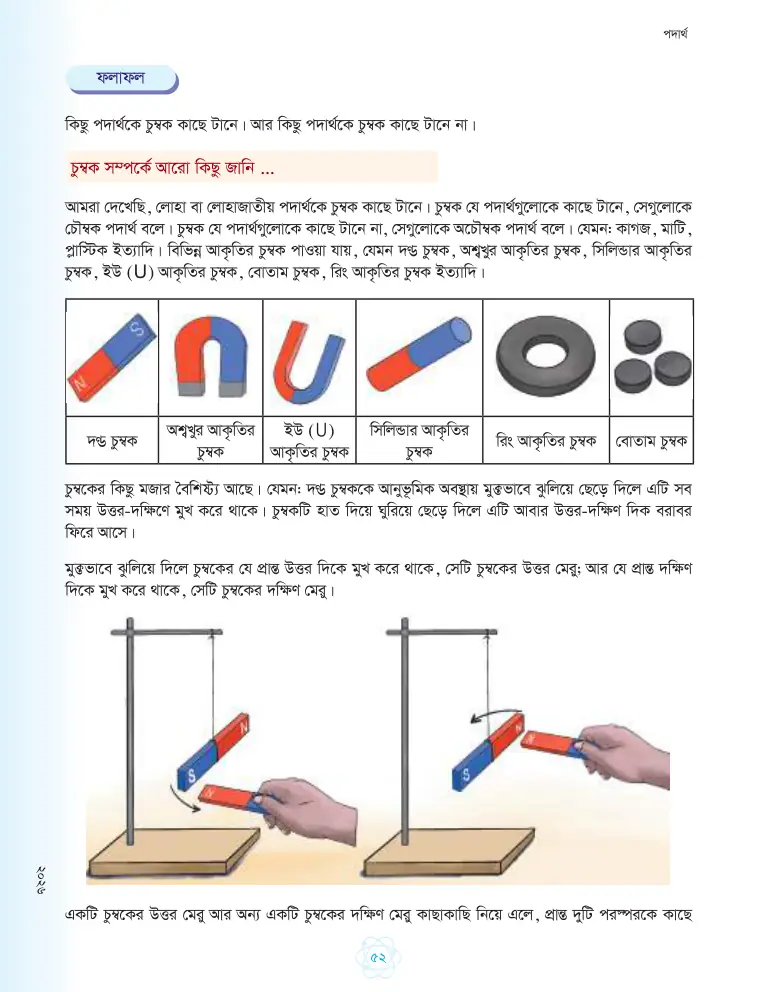 পদার্থ
ফলাফল
কিছু পদার্থকে চুম্বক কাছে টানে। আর কিছু পদার্থকে চুম্বক কাছে টানে না।
চুম্বক সম্পর্কে আরো কিছু জানি ...
আমরা দেখেছি, লোহা বা লোহাজাতীয় পদার্থকে চুম্বক কাছে টানে। চুম্বক যে পদার্থগুলোকে কাছে টানে, সেগুলোকে
চৌম্বক পদার্থ বলে। চুম্বক যে পদার্থগুলোকে কাছে টানে না, সেগুলোকে অচৌম্বক পদার্থ বলে। যেমন: কাগজ, মাটি,
প্লাস্টিক ইত্যাদি। বিভিন্ন আকৃতির চুম্বক পাওয়া যায়, যেমন দণ্ড চুম্বক, অশ্বখুর আকৃতির চুম্বক, সিলিন্ডার আকৃতির
চুম্বক, ইউ (U) আকৃতির চুম্বক, বোতাম চুম্বক, রিং আকৃতির চুম্বক ইত্যাদি।
S
N
দণ্ড চুম্বক
অশ্বখুর আকৃতির
চুম্বক
ইউ (U)
আকৃতির চুম্বক
সিলিন্ডার আকৃতির
চুম্বক
রিং আকৃতির চুম্বক
বোতাম চুম্বক
চুম্বকের কিছু মজার বৈশিষ্ট্য আছে। যেমন: দণ্ড চুম্বককে আনুভূমিক অবস্থায় মুক্তভাবে ঝুলিয়ে ছেড়ে দিলে এটি সব
সময় উত্তর-দক্ষিণে মুখ করে থাকে। চুম্বকটি হাত দিয়ে ঘুরিয়ে ছেড়ে দিলে এটি আবার উত্তর-দক্ষিণ দিক বরাবর
ফিরে আসে।
মুক্তভাবে ঝুলিয়ে দিলে চুম্বকের যে প্রান্ত উত্তর দিকে মুখ করে থাকে, সেটি চুম্বকের উত্তর মেরু; আর যে প্রান্ত দক্ষিণ
দিকে মুখ করে থাকে, সেটি চুম্বকের দক্ষিণ মেরু।
N
S
N
N
S
N
একটি চুম্বকের উত্তর মেরু আর অন্য একটি চুম্বকের দক্ষিণ মেরু কাছাকাছি নিয়ে এলে, প্রান্ত দুটি পরস্পরকে কাছে
২০২৫
৫২